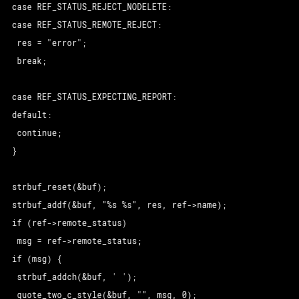 case REF_STATUS_REJECT_NODELETE:
case REF_STATUS_REMOTE_REJECT:
res = "error";
break;
case REF_STATUS_EXPECTING_REPORT:
default:
continue;
}
strbuf_reset(&buf);
strbuf_addf(&buf, "%s %s", res, ref->name);
if (ref->remote_status)
msg = ref->remote_status;
if (msg) {
strbuf_addch(&buf, ' ');
quote_two_c_style(&buf, "", msg, 0);